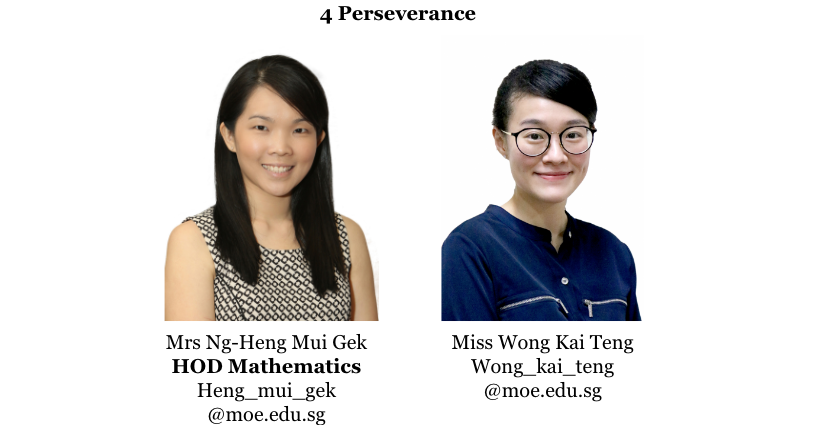 4 Perseverance
Mrs Ng-Heng Mui Gek
HOD Mathematics
Heng_mui_gek
@moe.edu.sg
Miss Wong Kai Teng
Wong_kai_teng
@moe.edu.sg